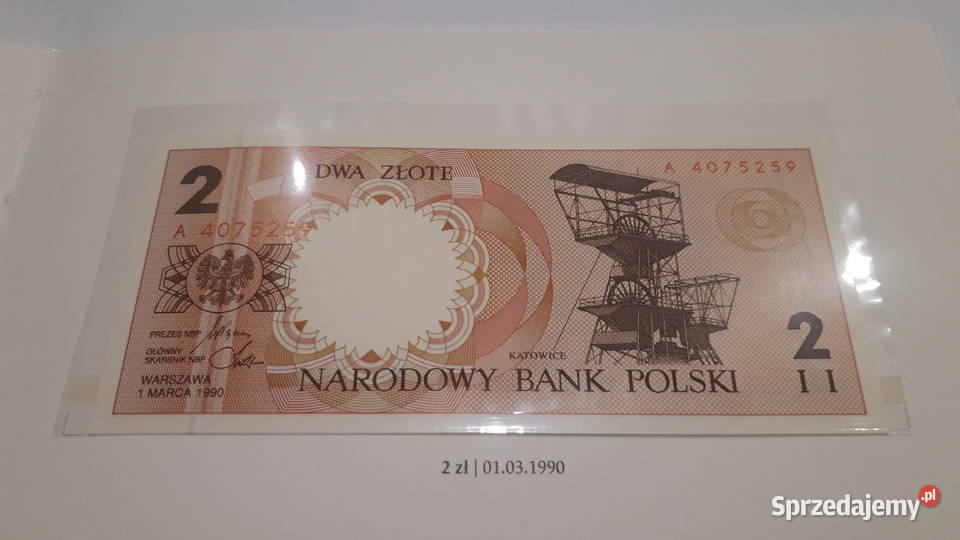 2
DWA ZŁOTE
A 4075259
A 4075259
PREZES NBP
GŁÓWNY
SKARBNIK NBP
WARSZAWA
1 MARCA 1990
KATOWICE
NARODOWY BANK POLSKI
2
I I
2 zł | 01.03.1990
Sprzedajemy.pl